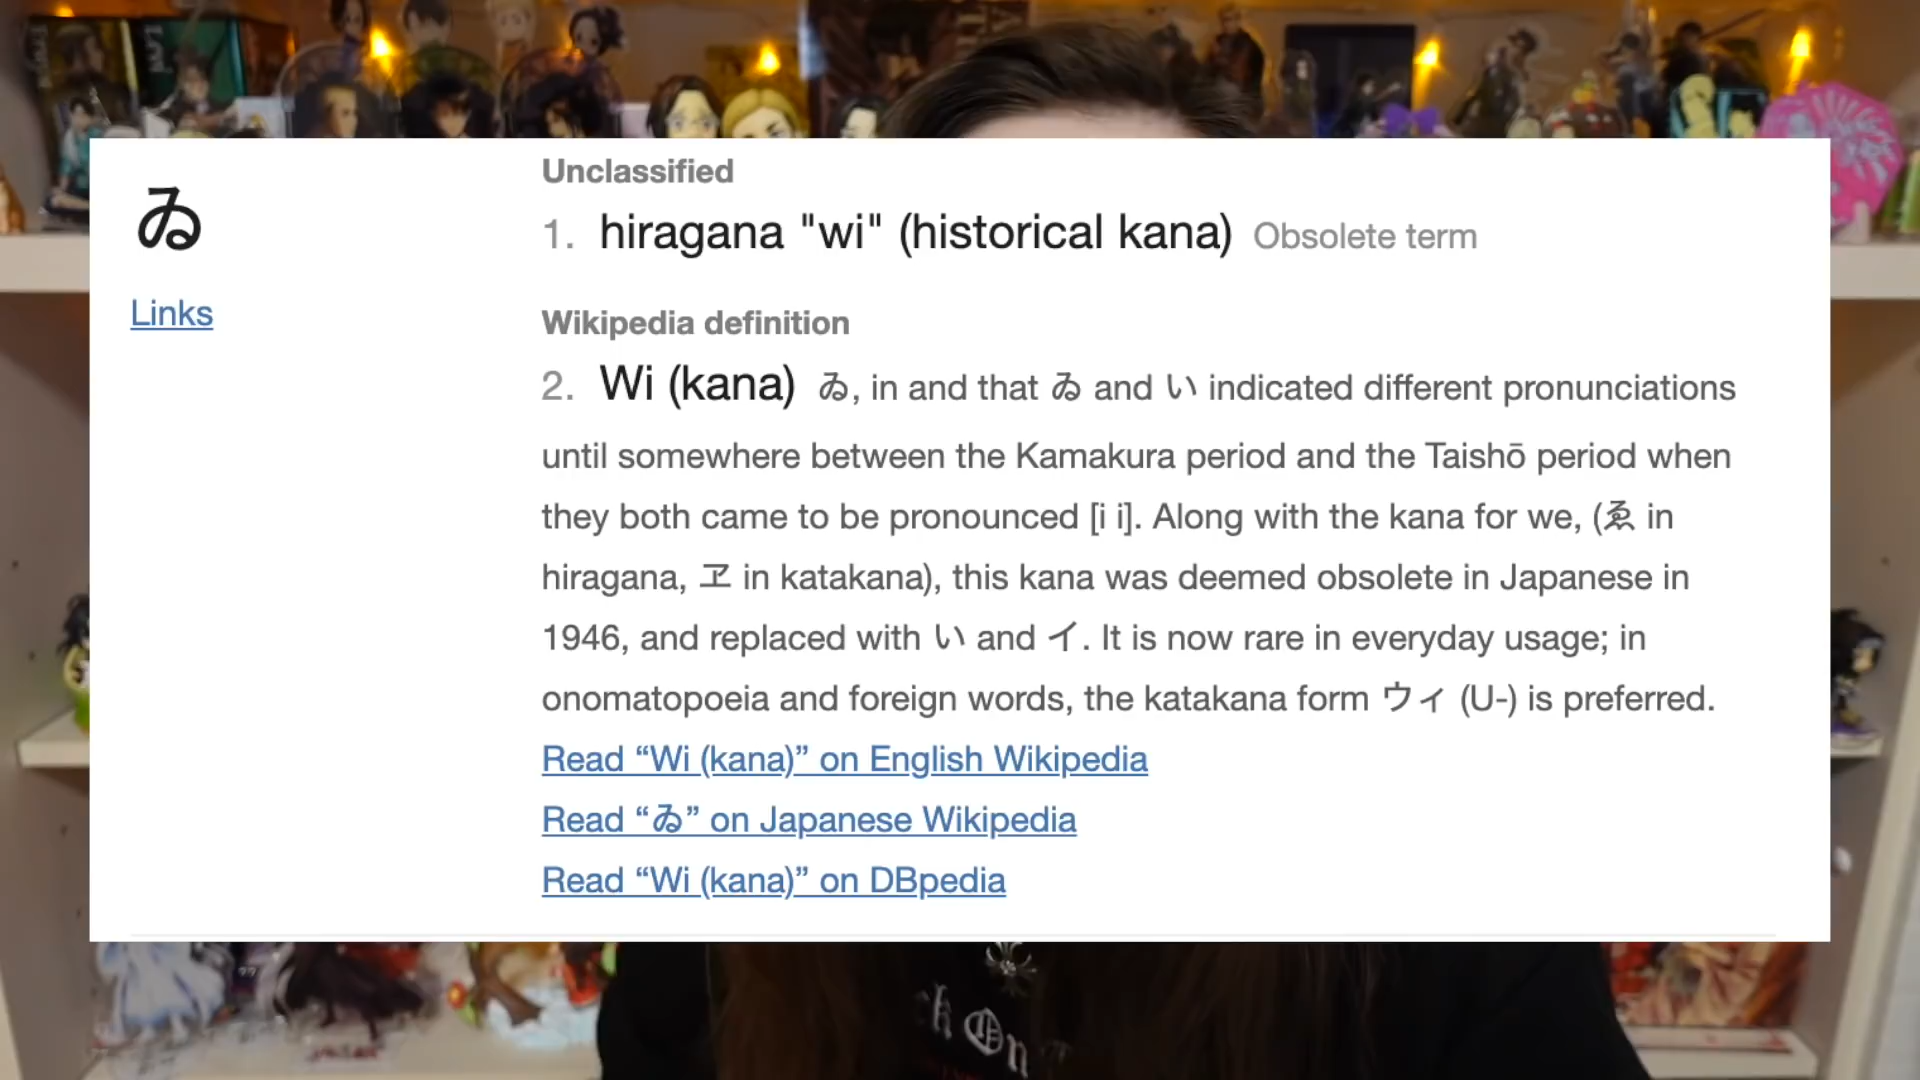 ゐ
Links
Unclassified
1. hiragana "wi" (historical kana) Obsolete term
Wikipedia definition
2. Wi (kana) ゐ, in and that ゐ and い indicated different pronunciations
until somewhere between the Kamakura period and the Taishō period when
they both came to be pronounced [i i]. Along with the kana for we, (ゑ in
hiragana, ヱ in katakana), this kana was deemed obsolete in Japanese in
1946, and replaced with い and イ. It is now rare in everyday usage; in
onomatopoeia and foreign words, the katakana form ウィ (U-) is preferred.
Read “Wi (kana)” on English Wikipedia
Read “ゐ” on Japanese Wikipedia
Read “Wi (kana)” on DBpedia